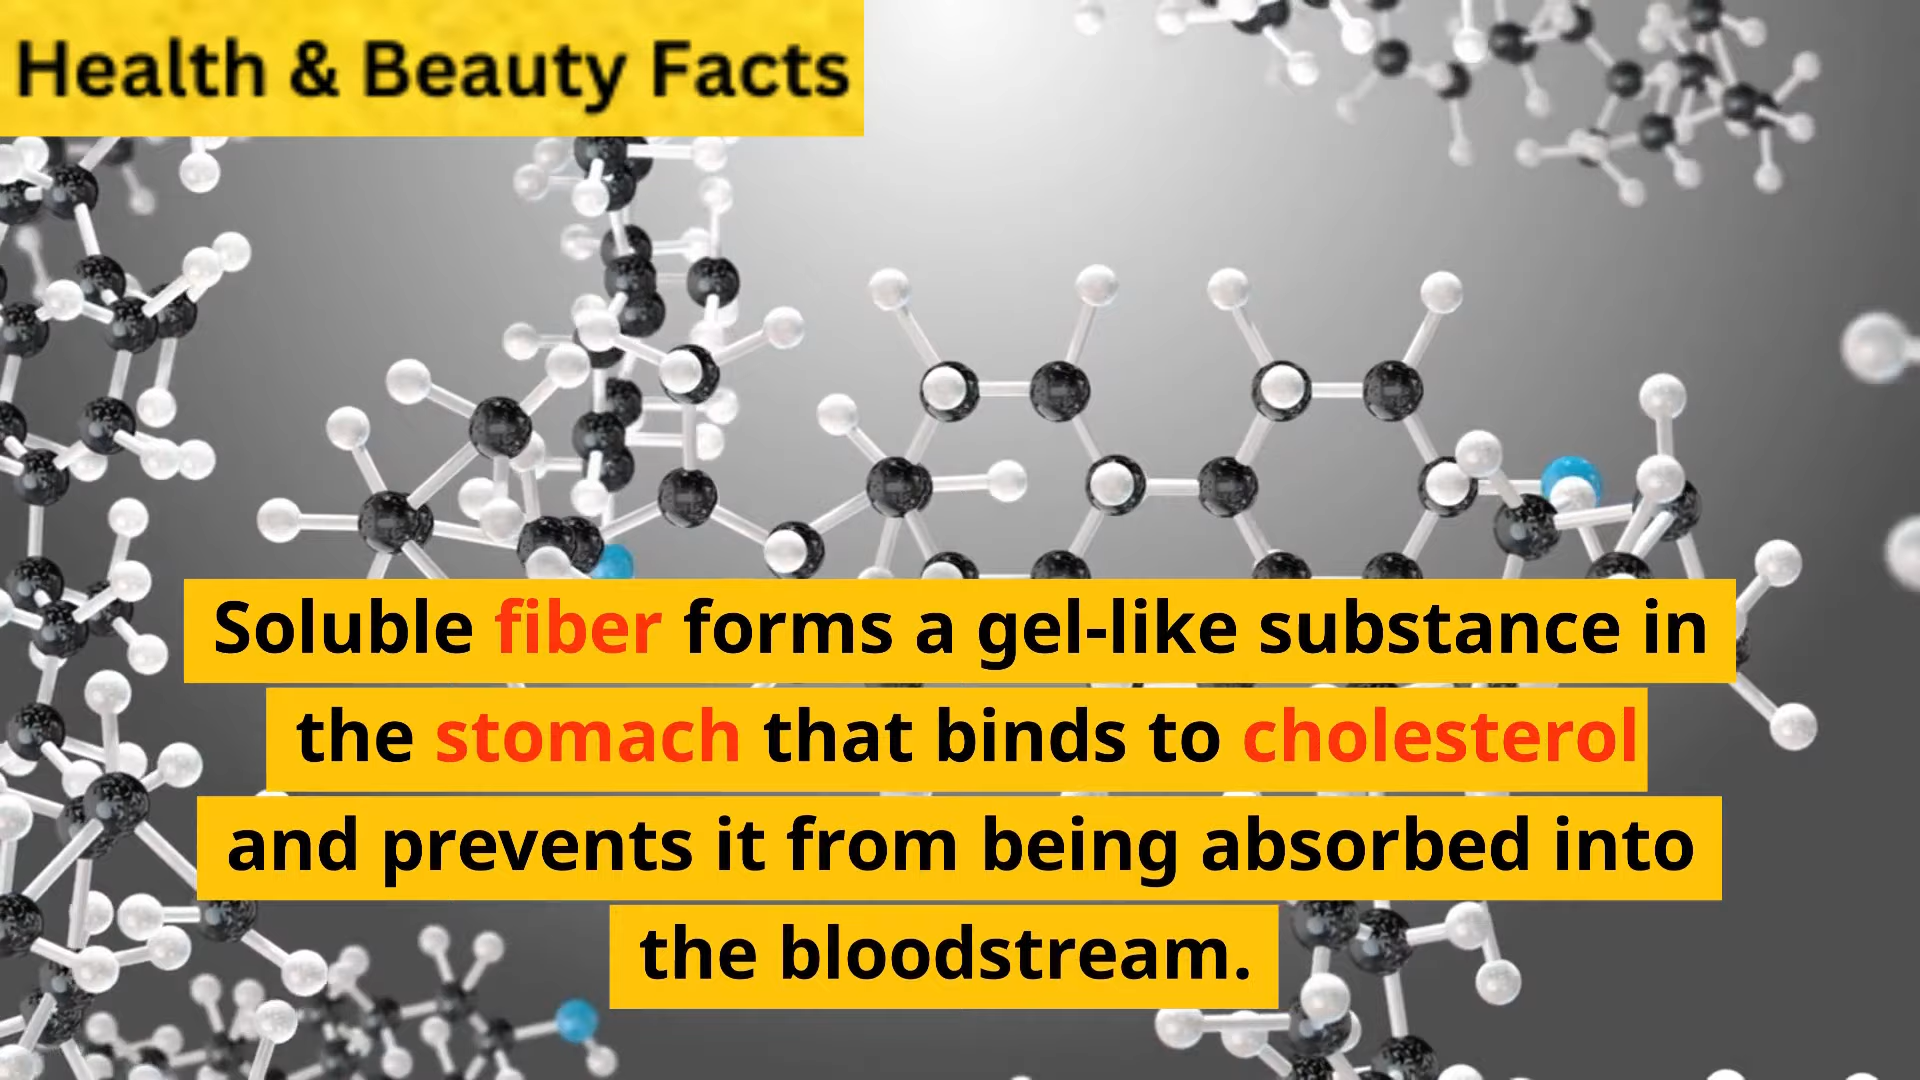 Health & Beauty Facts
Soluble fiber forms a gel-like substance in
the stomach that binds to cholesterol
and prevents it from being absorbed into
the bloodstream.